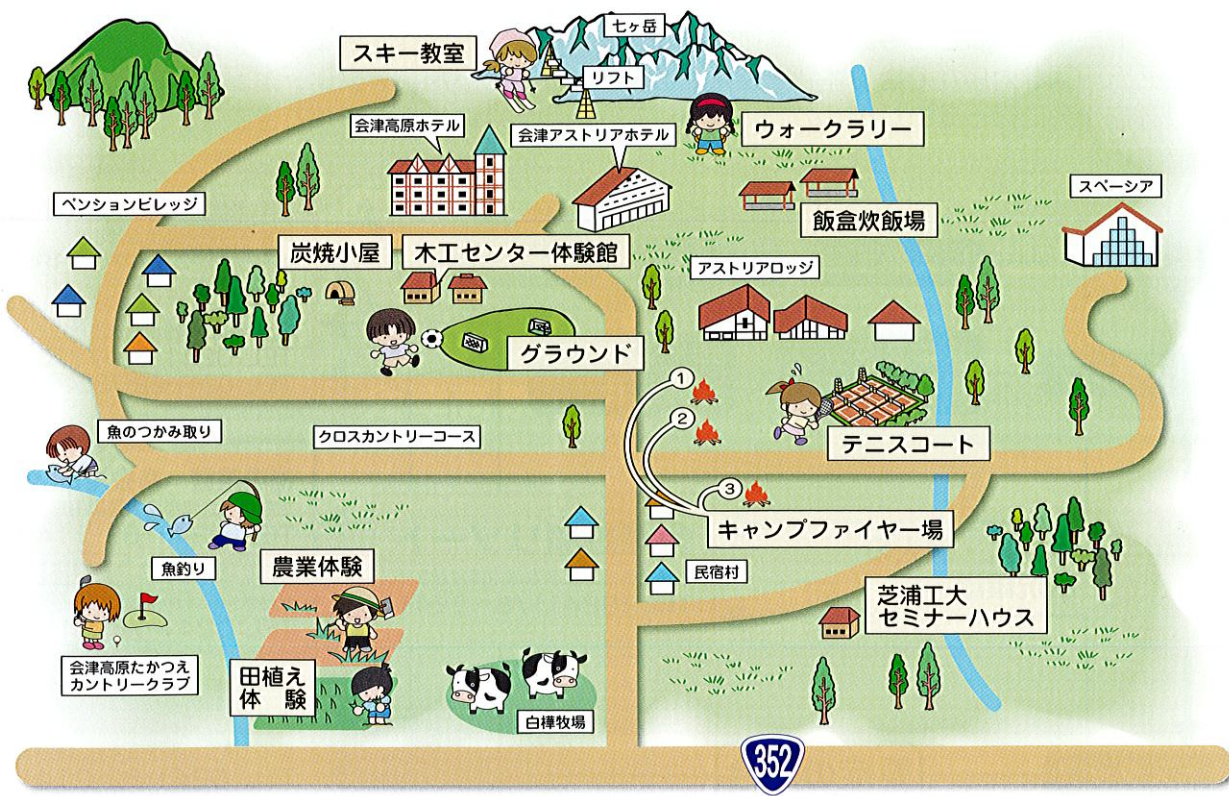 七ヶ岳
スキー教室
リフト
会津高原ホテル
会津アストリアホテル
ウォークラリー
スペーシア
ペンションビレッジ
飯盒炊飯場
炭焼小屋
木工センター体験館
アストリアロッジ
グラウンド
1
2
魚のつかみ取り
クロスカントリーコース
テニスコート
3
キャンプファイヤー場
魚釣り
農業体験
民宿村
芝浦工大
セミナーハウス
会津高原たかつえ
カントリークラブ
田植え
体験
白樺牧場
352